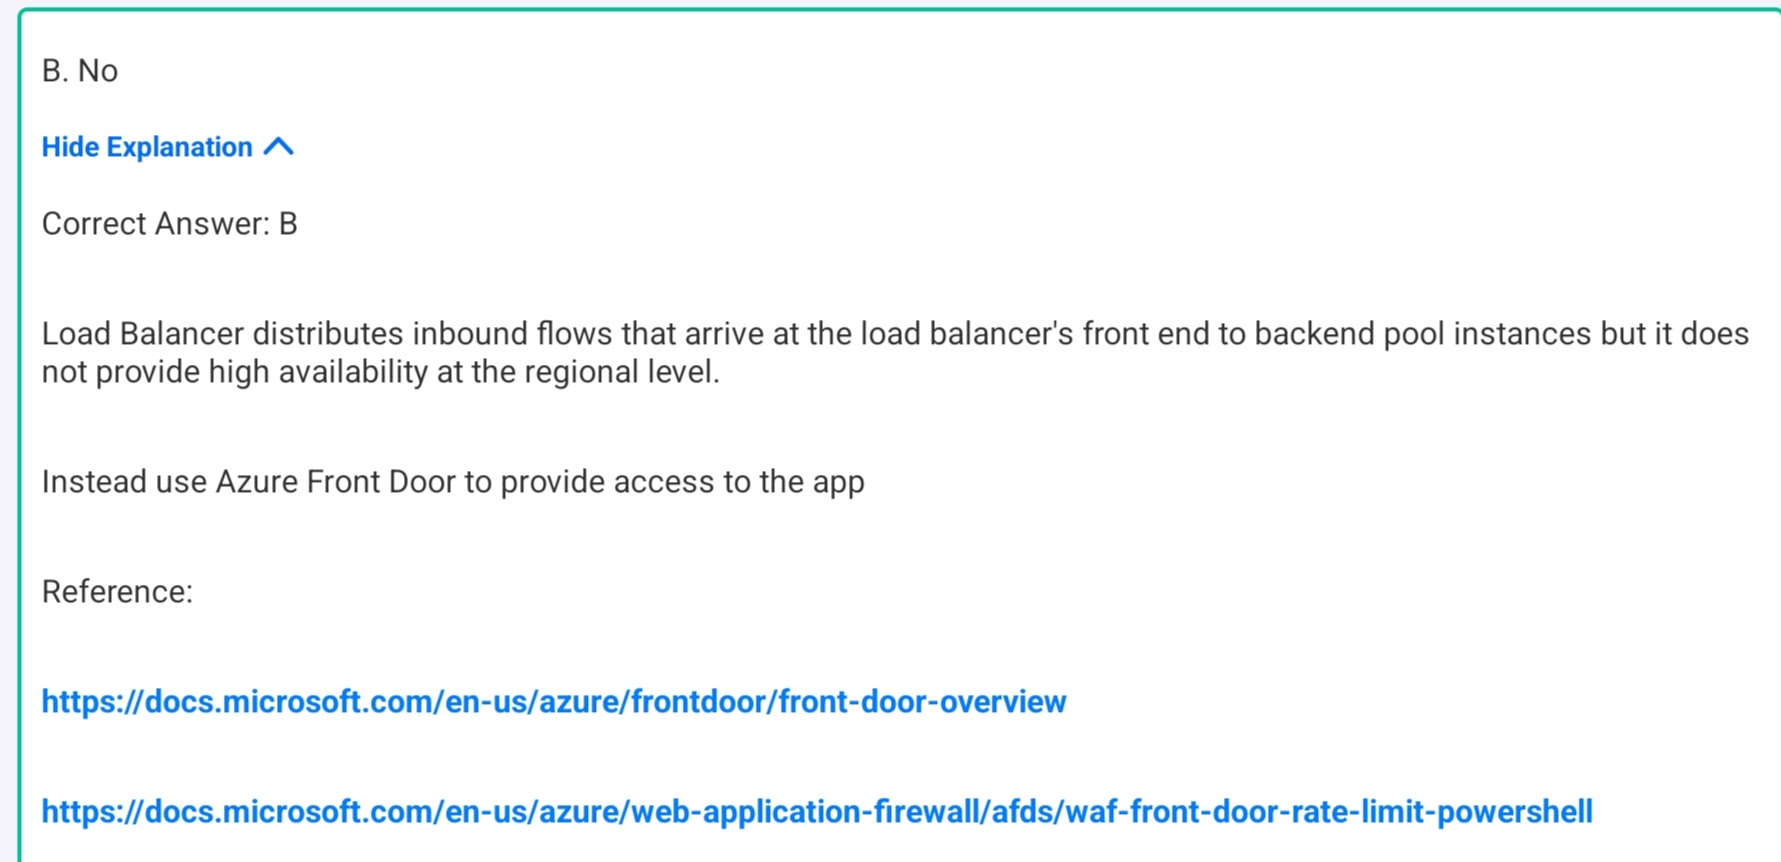 B. No
Hide Explanation
Correct Answer: B
Load Balancer distributes inbound flows that arrive at the load balancer's front end to backend pool instances but it does
not provide high availability at the regional level.
Instead use Azure Front Door to provide access to the app
Reference:
https://docs.microsoft.com/en-us/azure/frontdoor/front-door-overview
https://docs.microsoft.com/en-us/azure/web-application-firewall/afds/waf-front-door-rate-limit-powershell